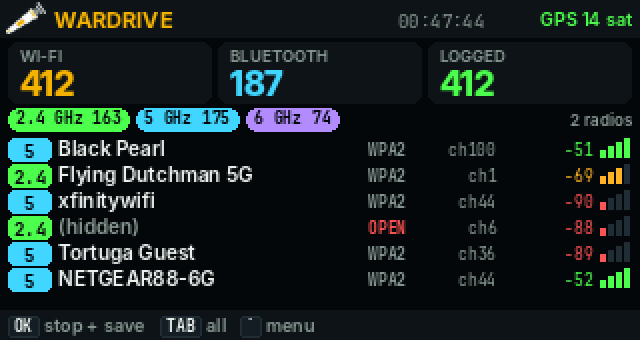 WARDRIVE 00:47:44 GPS 14 sat
WI-FI BLUETOOTH LOGGED
412 187 412
2.4 GHz 163 5 GHz 175 6 GHz 74 2 radios
5 Black Pearl WPA2 ch100 -51
2.4 Flying Dutchman 5G WPA2 ch1 -69
5 xfinitywifi WPA2 ch44 -90
2.4 (hidden) OPEN ch6 -88
5 Tortuga Guest WPA2 ch36 -89
5 NETGEAR88-6G WPA2 ch44 -52
OK stop + save TAB all ` menu